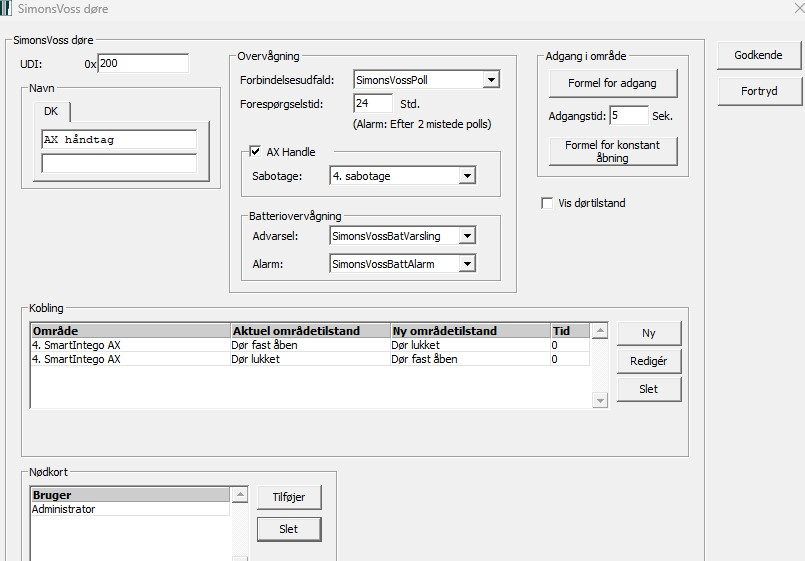 SimonsVoss døre
SimonsVoss døre
UDI: 0x 200
Navn
DK
AX håndtag
Overvågning
Forbindelsesudfald: SimonsVossPoll
Forespørgselstid: 24 Std.
(Alarm: Efter 2 mistede polls)
AX Handle
Sabotage: 4. sabotage
Batteriovervågning
Advarsel: SimonsVossBatVarsling
Alarm: SimonsVossBattAlarm
Adgang i område
Formel for adgang
Adgangstid: 5 Sek.
Formel for konstant
åbning
Vis dørtilstand
Godkende
Fortryd
Kobling
Område Aktuel områdetilstand Ny områdetilstand Tid
4. SmartIntego AX Dør fast åben Dør lukket 0
4. SmartIntego AX Dør lukket Dør fast åben 0
Ny
Redigér
Slet
Nødkort
Bruger
Administrator
Tilføjer
Slet